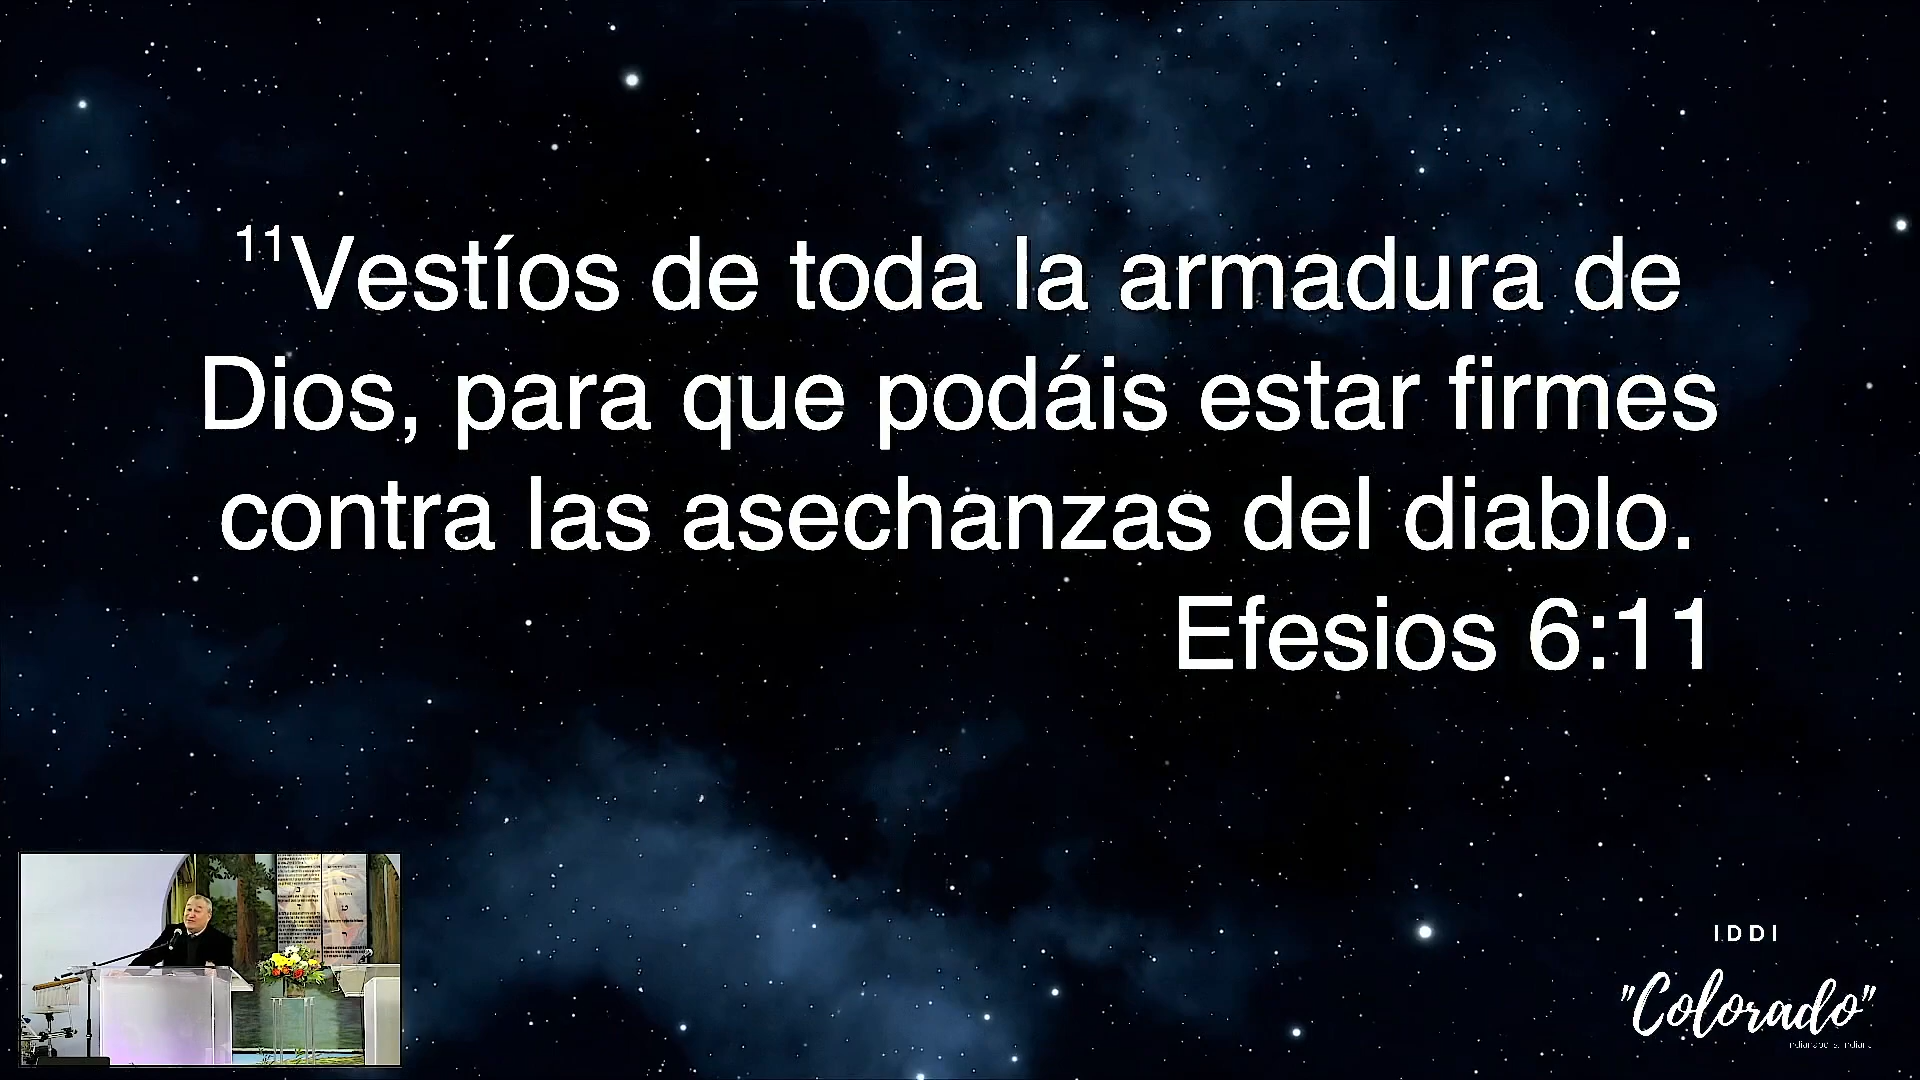 11Vestíos de toda la armadura de
Dios, para que podáis estar firmes
contra las asechanzas del diablo.
Efesios 6:11
IDDI
"Colorado"